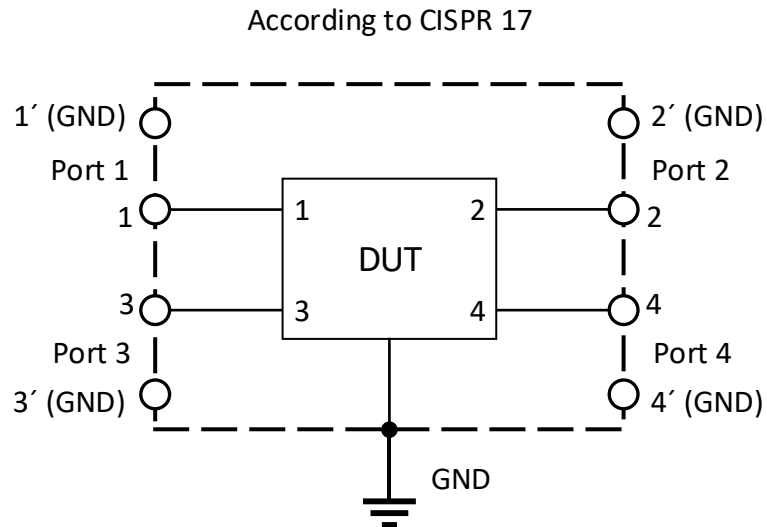 According to CISPR 17
1´ (GND)
2´ (GND)
Port 1
Port 2
1
1
2
2
DUT
3
3
4
4
Port 3
Port 4
3´ (GND)
4´ (GND)
GND